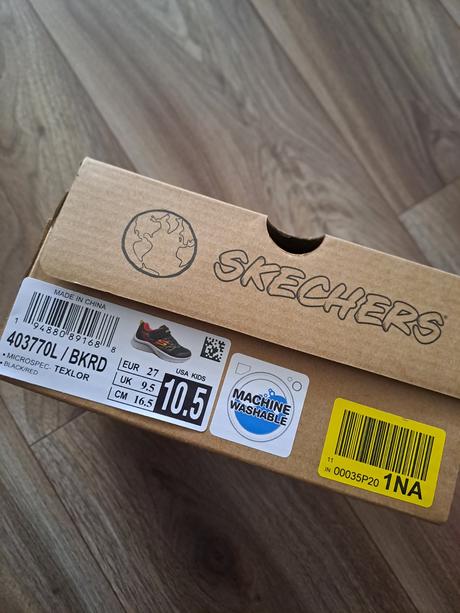 SKECHERS
MADE IN CHINA
1 94880 89168 8
403770L / BKRD
• MICROSPEC- TEXLOR
• BLACK/RED
EUR 27
UK 9.5
CM 16.5
USA KIDS
10.5
MACHINE
WASHABLE
11
IN 00035P20 1NA